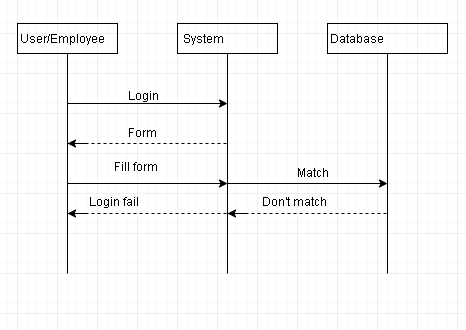 User/Employee
System
Database
Login
Form
Fill form
Match
Login fail
Don't match